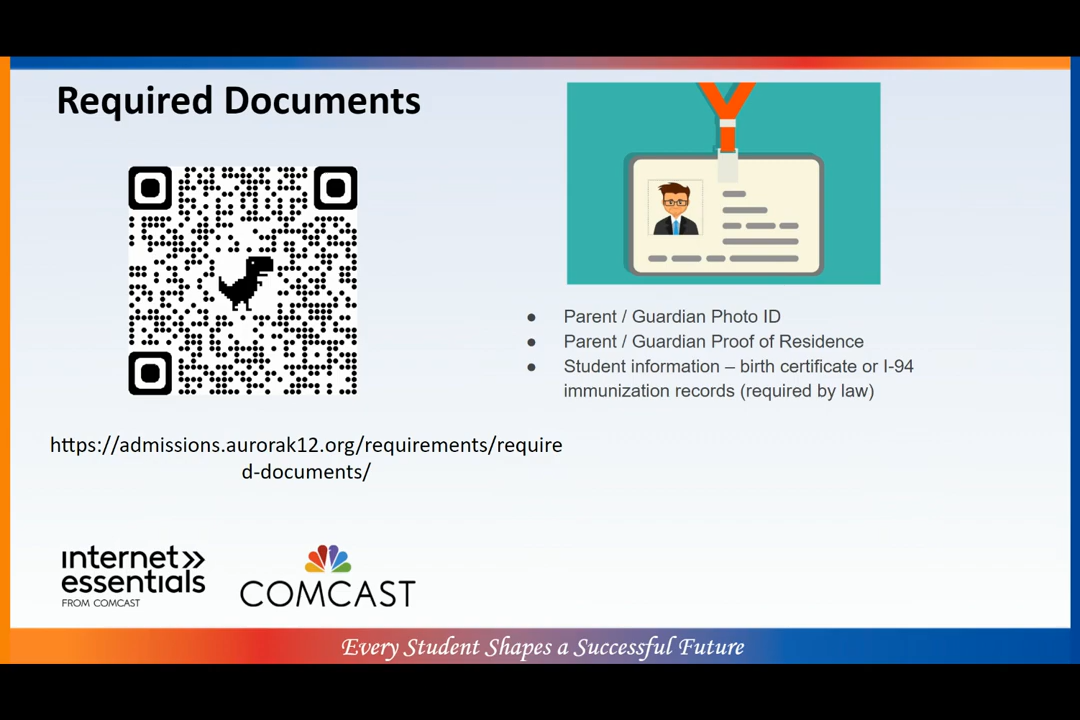 Required Documents
● Parent / Guardian Photo ID
● Parent / Guardian Proof of Residence
● Student information – birth certificate or I-94
immunization records (required by law)
https://admissions.aurorak12.org/requirements/require
d-documents/
internet
essentials
FROM COMCAST
COMCAST
Every Student Shapes a Successful Future